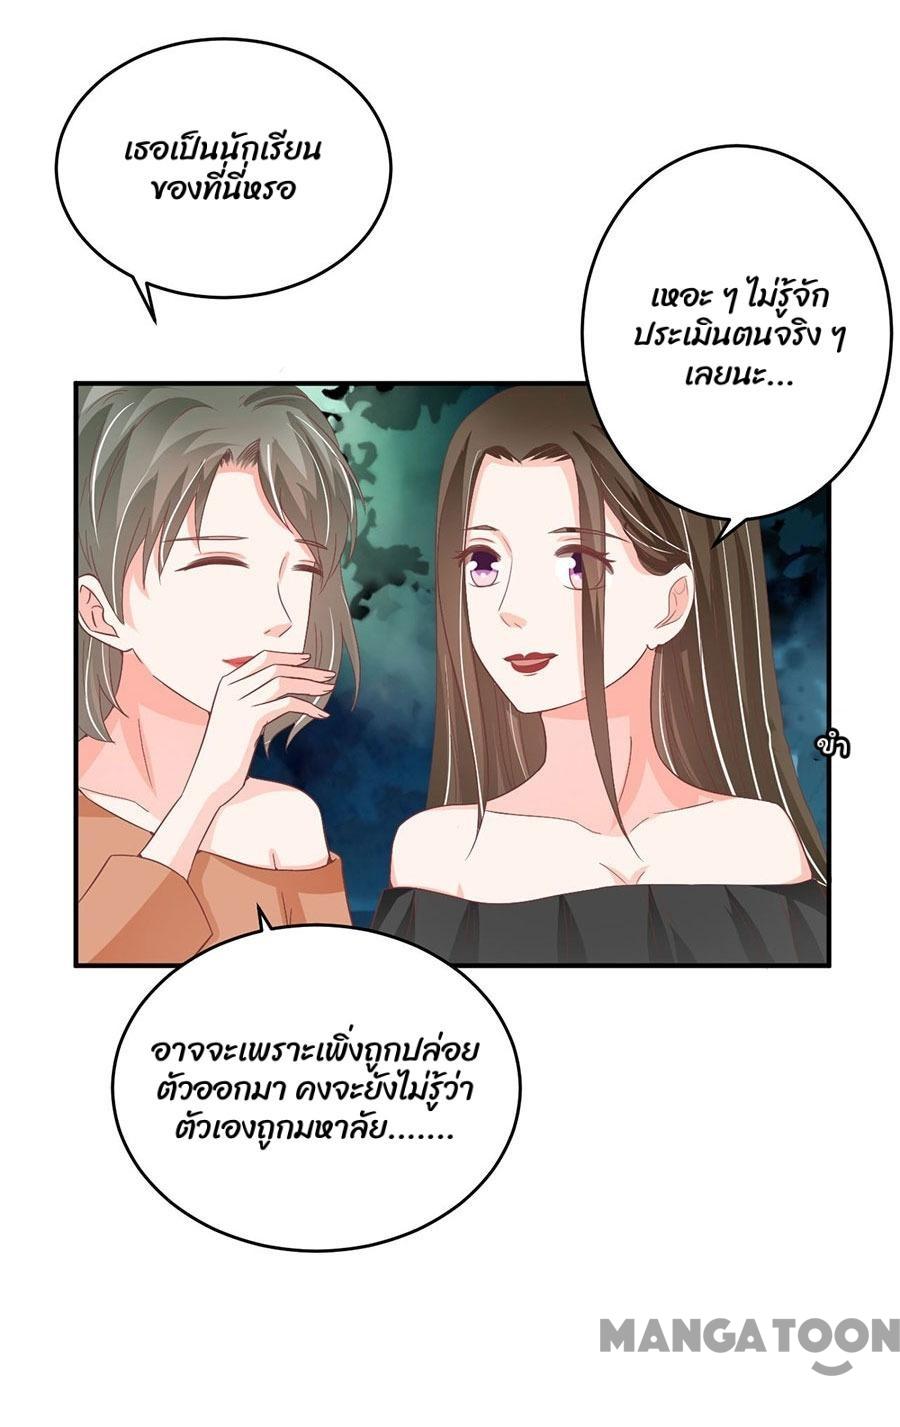 เธอเป็นนักเรียน
ของที่นี่หรอ
เหอะ ๆ ไม่รู้จัก
ประเมินตนจริง ๆ
เลยนะ...
ขำ
อาจจะเพราะเพิ่งถูกปล่อย
ตัวออกมา คงจะยังไม่รู้ว่า
ตัวเองถูกมหาลัย.......
MANGATOON